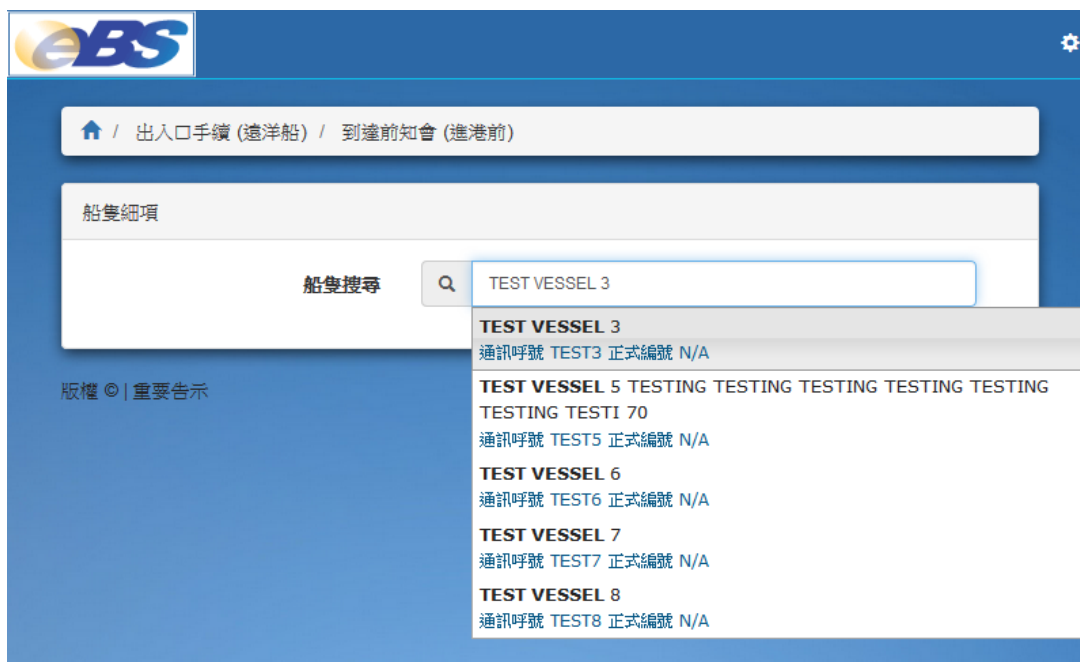 eBS
/ 出入口手續 (遠洋船) / 到達前知會 (進港前)
船隻細項
船隻搜尋 TEST VESSEL 3
TEST VESSEL 3
通訊呼號 TEST3 正式編號 N/A
TEST VESSEL 5 TESTING TESTING TESTING TESTING TESTING
TESTING TESTI 70
通訊呼號 TEST5 正式編號 N/A
TEST VESSEL 6
通訊呼號 TEST6 正式編號 N/A
TEST VESSEL 7
通訊呼號 TEST7 正式編號 N/A
TEST VESSEL 8
通訊呼號 TEST8 正式編號 N/A
版權 © | 重要告示